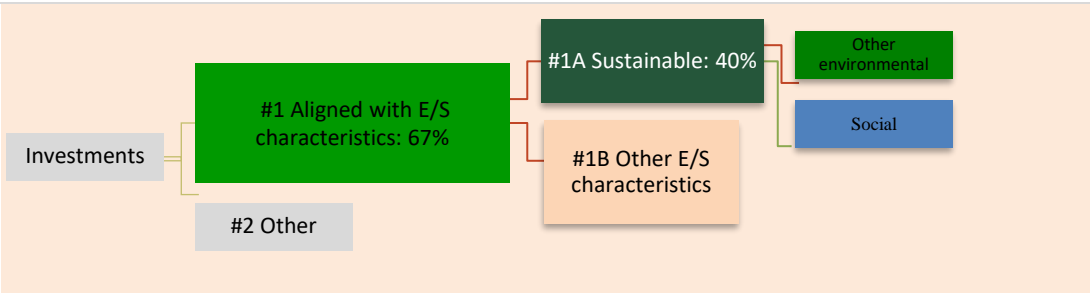 Investments
#1 Aligned with E/S
characteristics: 67%
#2 Other
#1A Sustainable: 40%
#1B Other E/S
characteristics
Other
environmental
Social